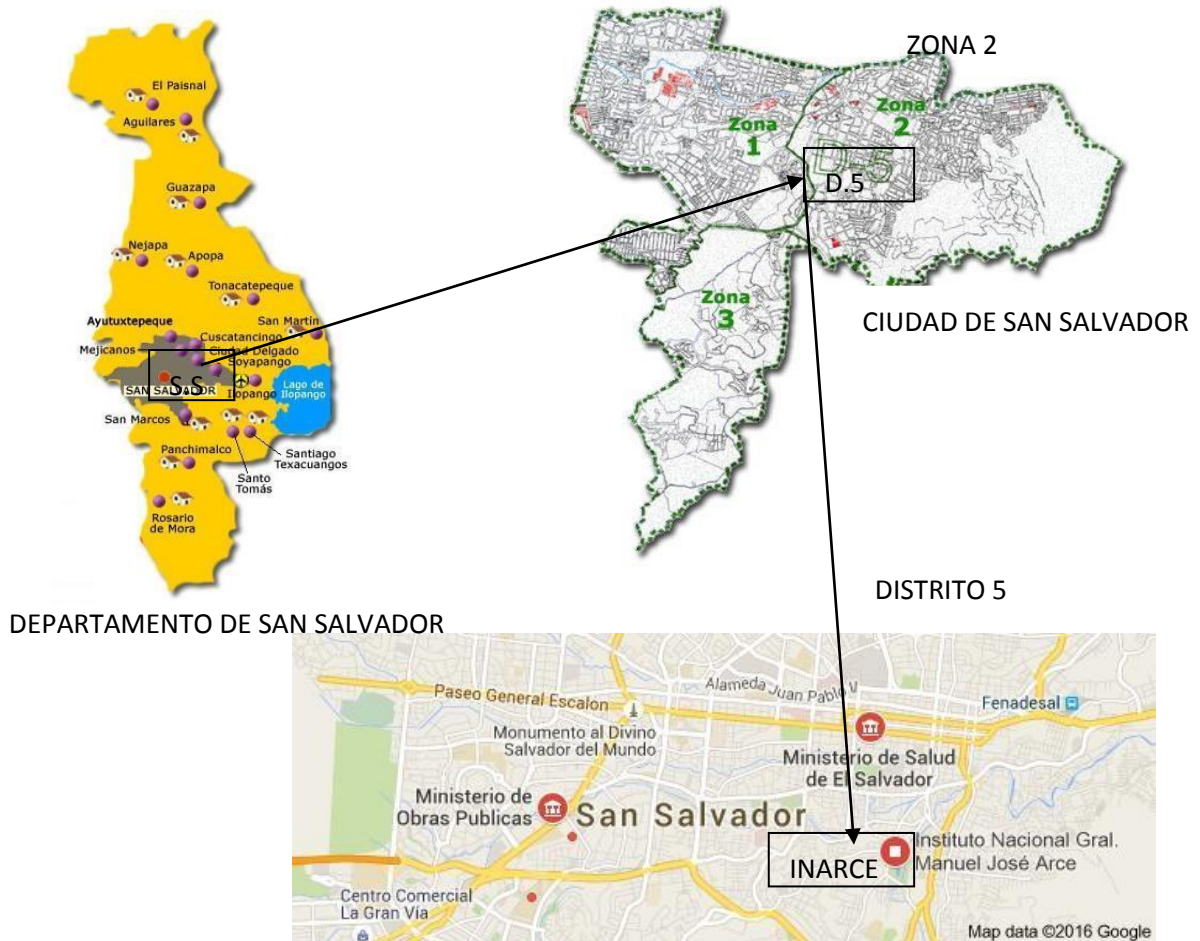 El Paisnal
Aguilares
Guazapa
Nejapa
Apopa
Tonacatepeque
Ayutuxtepeque
San Martín
Cuscatancingo
Mejicanos
Ciudad Delgado
Soyapango
S.S
SAN SALVADOR
Ilopango
Lago de
Ilopango
San Marcos
Panchimalco
Santiago
Texacuangos
Santo
Tomás
Rosario
de Mora
DEPARTAMENTO DE SAN SALVADOR
ZONA 2
Zona
1
Zona
2
D-5
D.5
Zona
3
CIUDAD DE SAN SALVADOR
DISTRITO 5
Paseo General Escalon
Alameda Juan Pablo II
Fenadesal
Monumento al Divino
Salvador del Mundo
Ministerio de Salud
de El Salvador
Ministerio de
Obras Publicas
San Salvador
INARCE
Instituto Nacional Gral.
Manuel José Arce
Centro Comercial
La Gran Vía
Map data ©2016 Google